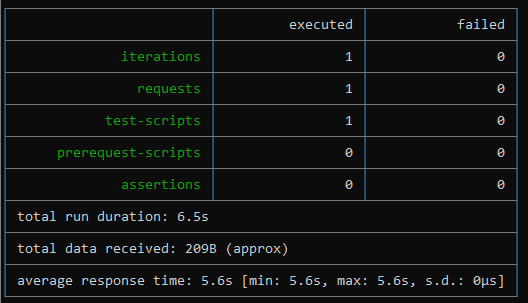 executed failed
iterations 1 0
requests 1 0
test-scripts 1 0
prerequest-scripts 0 0
assertions 0 0
total run duration: 6.5s
total data received: 209B (approx)
average response time: 5.6s [min: 5.6s, max: 5.6s, s.d.: 0µs]